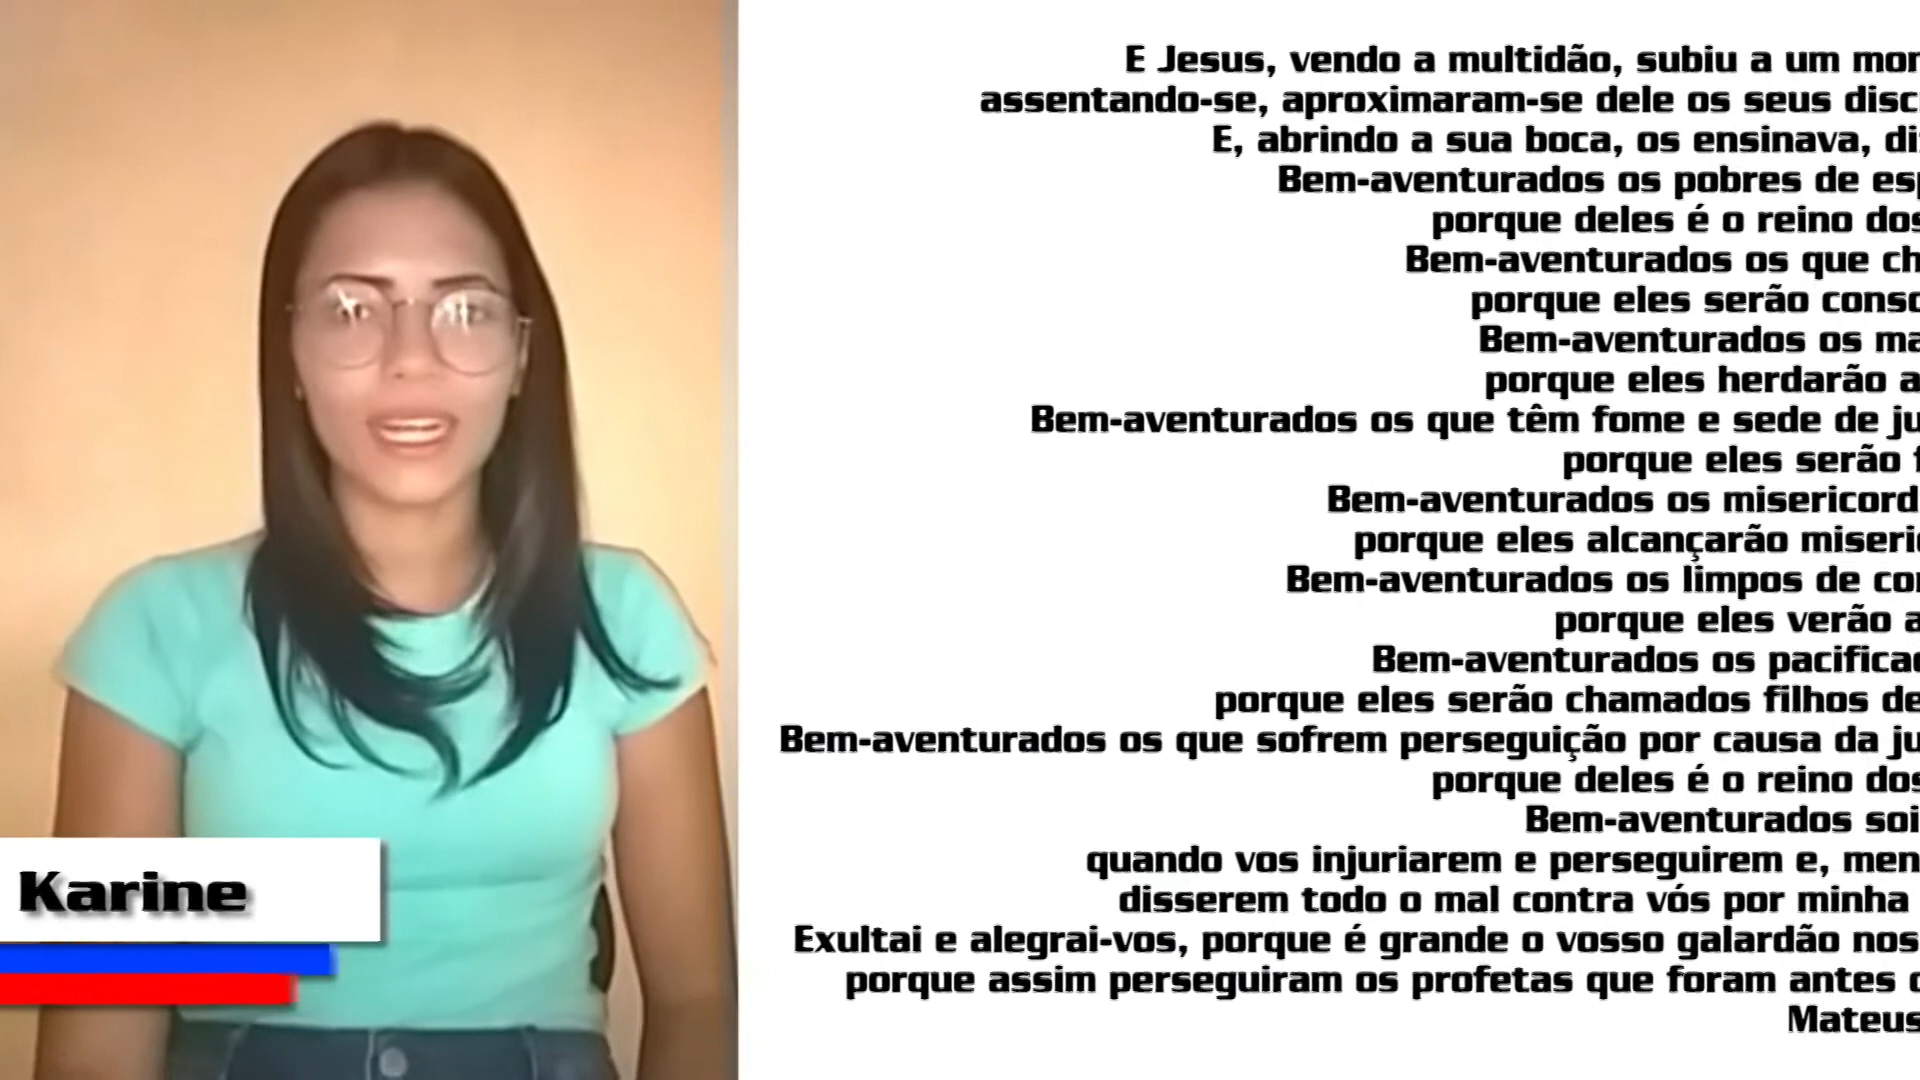 E Jesus, vendo a multidão, subiu a um
assentando-se, aproximaram-se dele os seus
E, abrindo a sua boca, os ensinava,
Bem-aventurados os pobres de
porque deles é o reino
Bem-aventurados os que
porque eles serão
Bem-aventurados os
porque eles herdarão a
Bem-aventurados os que têm fome e sede de
porque eles serão
Bem-aventurados os
porque eles alcançarão
Bem-aventurados os limpos de
porque eles verão a
Bem-aventurados os
porque eles serão chamados filhos de
Bem-aventurados os que sofrem perseguição por causa da
porque deles é o reino
Bem-aventurados
quando vos injuriarem e perseguirem e,
disserem todo o mal contra vós por minha
Exultai e alegrai-vos, porque é grande o vosso galardão nos
porque assim perseguiram os profetas que foram antes
Mateus
Karine